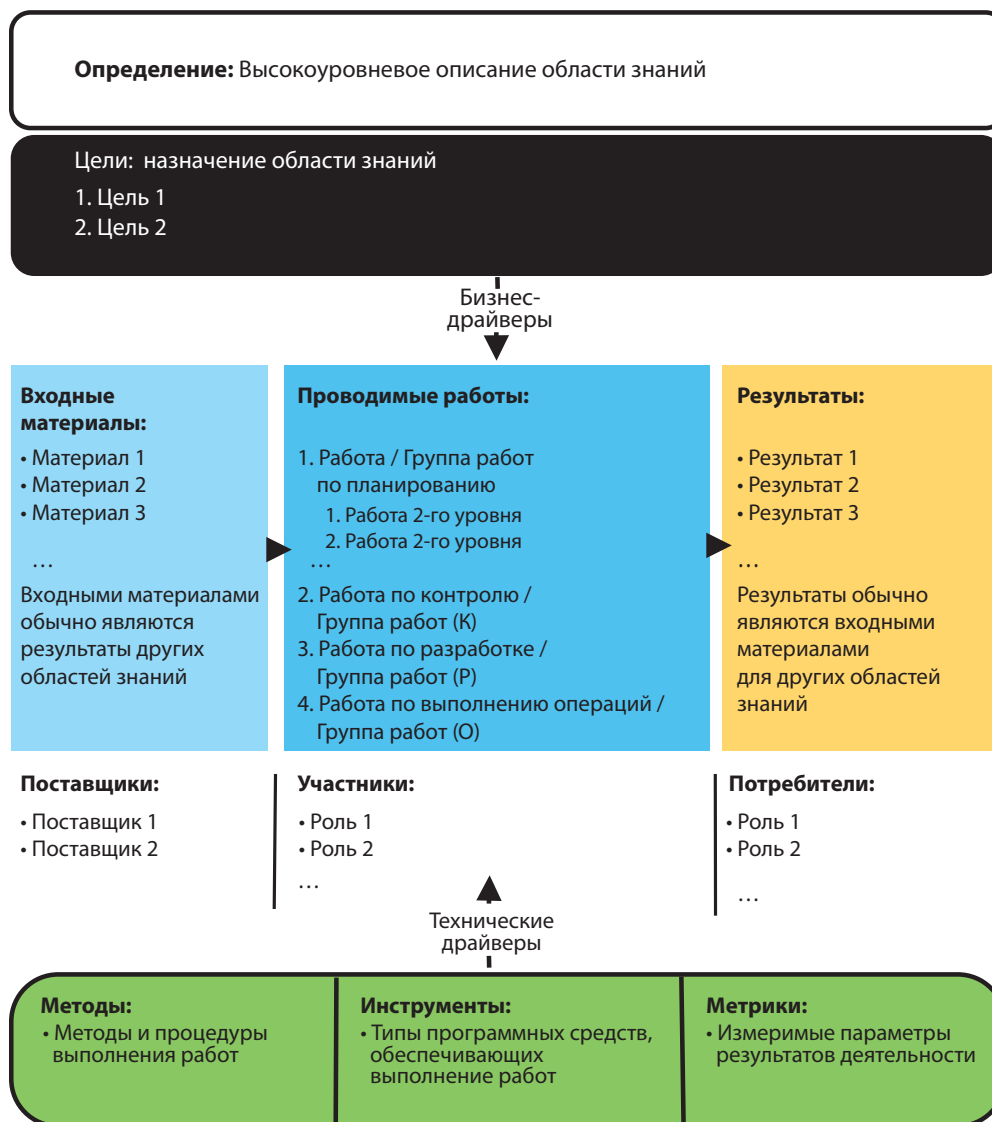 Определение: Высокоуровневое описание области знаний
Цели: назначение области знаний
1. Цель 1
2. Цель 2
Бизнес-
драйверы
Входные
материалы:
• Материал 1
• Материал 2
• Материал 3
…
Входными материалами
обычно являются
результаты других
областей знаний
Проводимые работы:
1. Работа / Группа работ
по планированию
1. Работа 2-го уровня
2. Работа 2-го уровня
…
2. Работа по контролю /
Группа работ (К)
3. Работа по разработке /
Группа работ (Р)
4. Работа по выполнению операций /
Группа работ (О)
Результаты:
• Результат 1
• Результат 2
• Результат 3
…
Результаты обычно
являются входными
материалами
для других областей
знаний
Поставщики:
• Поставщик 1
• Поставщик 2
Участники:
• Роль 1
• Роль 2
…
Потребители:
• Роль 1
• Роль 2
…
Технические
драйверы
Методы:
• Методы и процедуры
выполнения работ
Инструменты:
• Типы программных средств,
обеспечивающих
выполнение работ
Метрики:
• Измеримые параметры
результатов деятельности